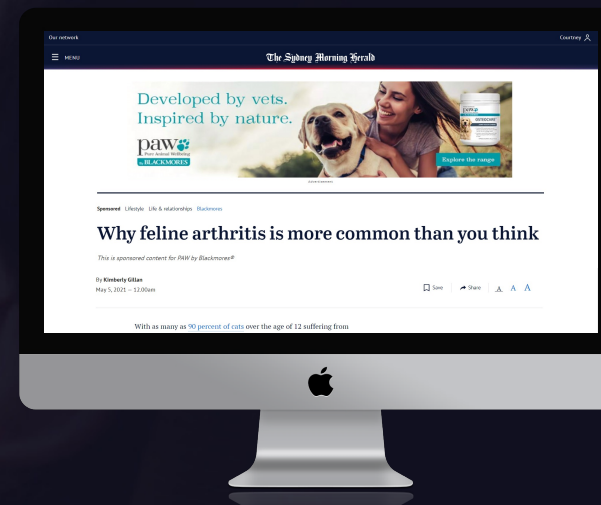 Our network
Courtney
MENU
The Sydney Morning Herald
Developed by vets.
Inspired by nature.
paw
Pure Animal Wellbeing
by BLACKMORES
paw
OSTEOCARE
Explore the range
ADVERTISEMENT
Sponsored Lifestyle Life & relationships Blackmores
Why feline arthritis is more common than you think
This is sponsored content for PAW by Blackmores®
By Kimberly Gillan
May 5, 2021 — 12.00am
Save
Share
A A A
With as many as 90 percent of cats over the age of 12 suffering from